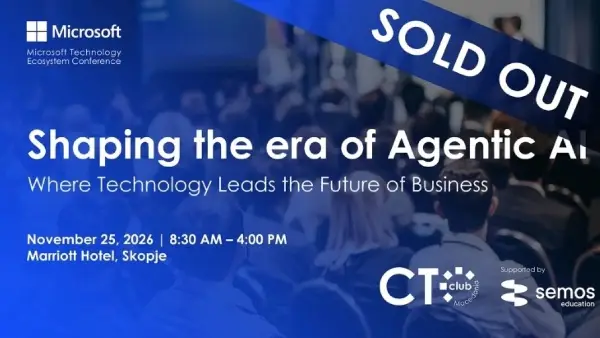 Microsoft
Microsoft Technology
Ecosystem Conference
SOLD OUT
Shaping the era of Agentic AI
Where Technology Leads the Future of Business
November 25, 2026 | 8:30 AM – 4:00 PM
Marriott Hotel, Skopje
CT club
Macedonia
Supported by
semos
education